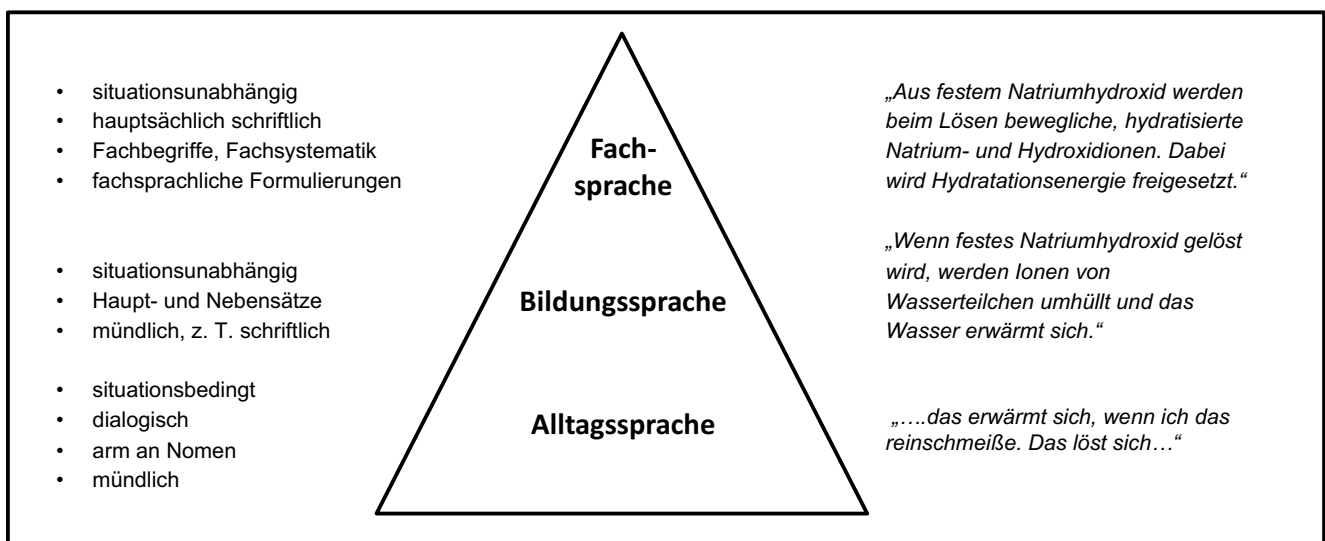 • situationsunabhängig
• hauptsächlich schriftlich
• Fachbegriffe, Fachsystematik
• fachsprachliche Formulierungen
Fach-
sprache
„Aus festem Natriumhydroxid werden
beim Lösen bewegliche, hydratisierte
Natrium- und Hydroxidionen. Dabei
wird Hydratationsenergie freigesetzt.“
• situationsunabhängig
• Haupt- und Nebensätze
• mündlich, z. T. schriftlich
Bildungssprache
„Wenn festes Natriumhydroxid gelöst
wird, werden Ionen von
Wasserteilchen umhüllt und das
Wasser erwärmt sich.“
• situationsbedingt
• dialogisch
• arm an Nomen
• mündlich
Alltagssprache
„….das erwärmt sich, wenn ich das
reinschmeiße. Das löst sich…“